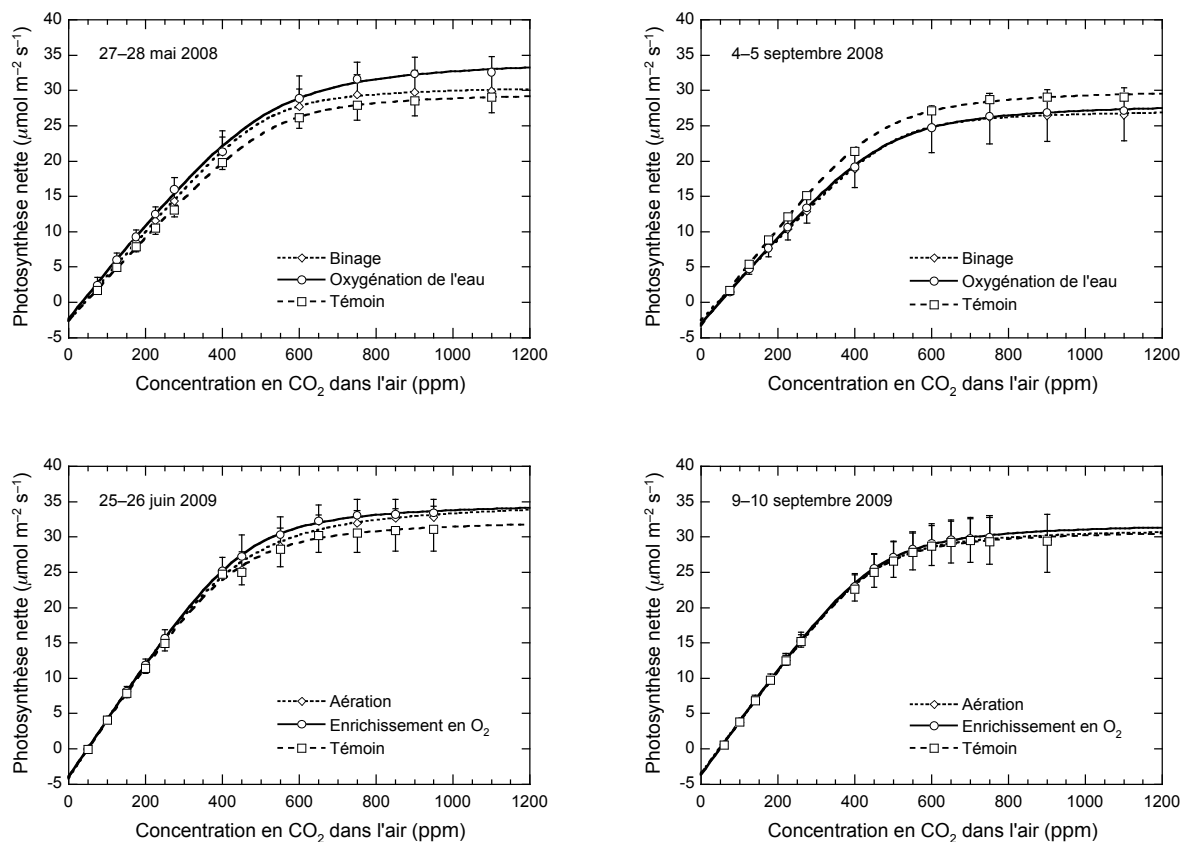 27–28 mai 2008
Photosynthèse nette (µmol m⁻² s⁻¹)
40
35
30
25
20
15
10
5
0
-5
Binage
Oxygénation de l'eau
Témoin
0 200 400 600 800 1000 1200
Concentration en CO₂ dans l'air (ppm)
4–5 septembre 2008
Photosynthèse nette (µmol m⁻² s⁻¹)
40
35
30
25
20
15
10
5
0
-5
Binage
Oxygénation de l'eau
Témoin
0 200 400 600 800 1000 1200
Concentration en CO₂ dans l'air (ppm)
25–26 juin 2009
Photosynthèse nette (µmol m⁻² s⁻¹)
40
35
30
25
20
15
10
5
0
-5
Aération
Enrichissement en O₂
Témoin
0 200 400 600 800 1000 1200
Concentration en CO₂ dans l'air (ppm)
9–10 septembre 2009
Photosynthèse nette (µmol m⁻² s⁻¹)
40
35
30
25
20
15
10
5
0
-5
Aération
Enrichissement en O₂
Témoin
0 200 400 600 800 1000 1200
Concentration en CO₂ dans l'air (ppm)